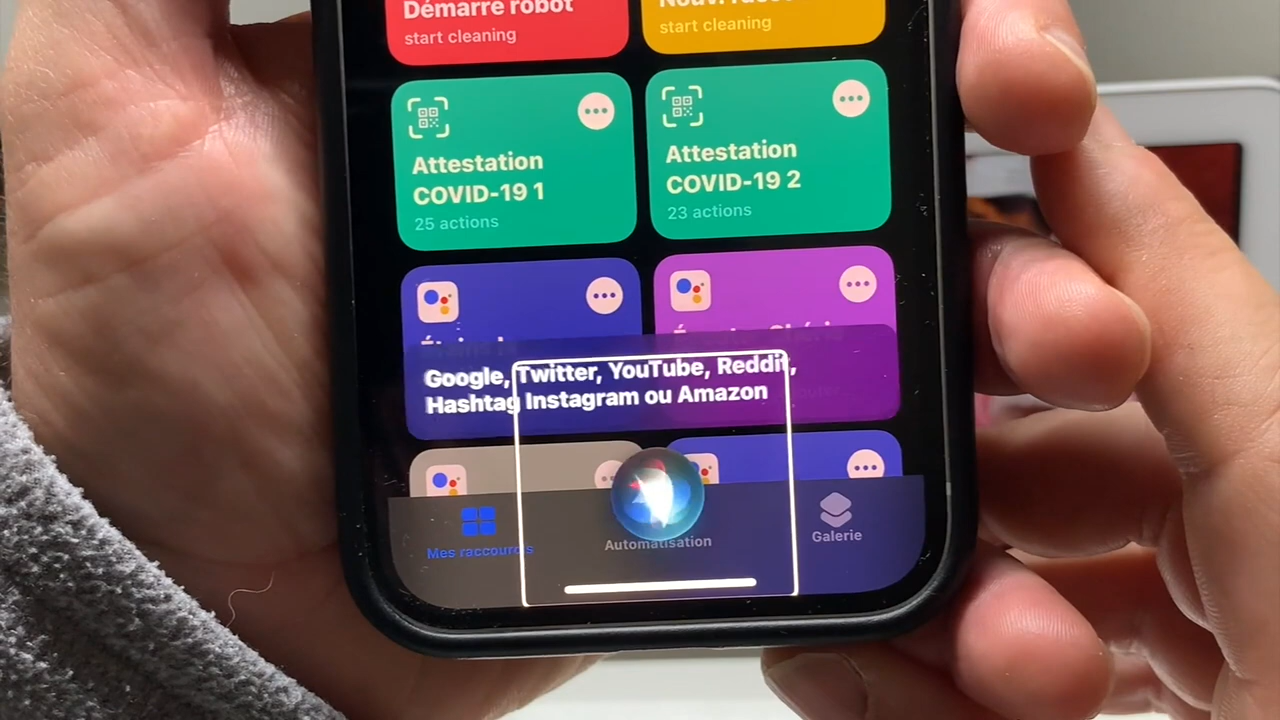 Démarre robot
start cleaning
start cleaning
Attestation
COVID-19 1
25 actions
Attestation
COVID-19 2
23 actions
Google, Twitter, YouTube, Reddit,
Hashtag Instagram ou Amazon
Mes raccourcis
Automatisation
Galerie